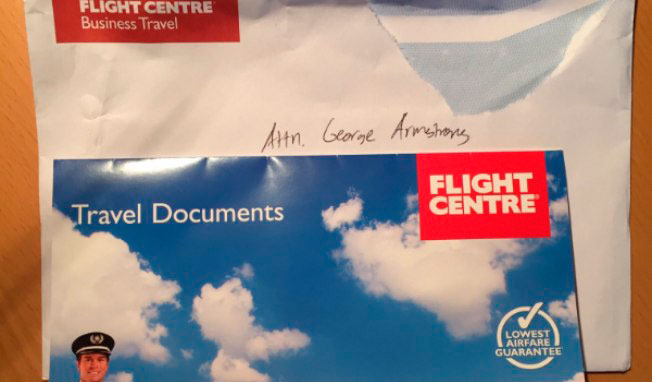 FLIGHT CENTRE
Business Travel
Attn. George Armstrong
FLIGHT
CENTRE®
Travel Documents
LOWEST
AIRFARE
GUARANTEE